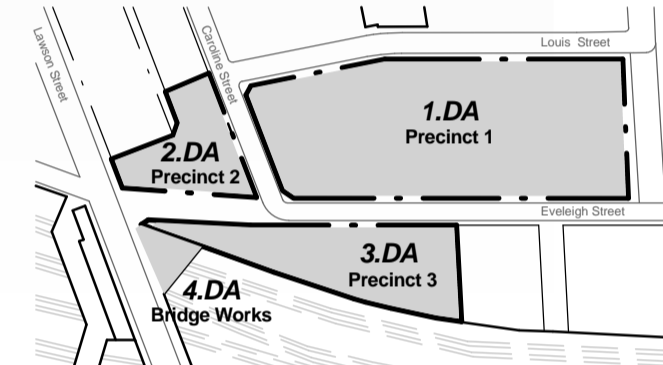 Louis Street
Lawson Street
Caroline Street
1.DA
Precinct 1
2.DA
Precinct 2
Eveleigh Street
3.DA
Precinct 3
4.DA
Bridge Works